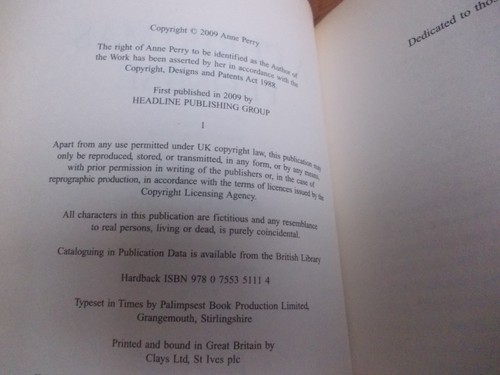 Copyright © 2009 Anne Perry
The right of Anne Perry to be identified as the Author of
the Work has been asserted by her in accordance with the
Copyright, Designs and Patents Act 1988.
First published in 2009 by
HEADLINE PUBLISHING GROUP
1
Apart from any use permitted under UK copyright law, this publication may
only be reproduced, stored, or transmitted, in any form, or by any means,
with prior permission in writing of the publishers or, in the case of
reprographic production, in accordance with the terms of licences issued by the
Copyright Licensing Agency.
All characters in this publication are fictitious and any resemblance
to real persons, living or dead, is purely coincidental.
Cataloguing in Publication Data is available from the British Library
Hardback ISBN 978 0 7553 5111 4
Typeset in Times by Palimpsest Book Production Limited,
Grangemouth, Stirlingshire
Printed and bound in Great Britain by
Clays Ltd, St Ives plc
Dedicated to thos